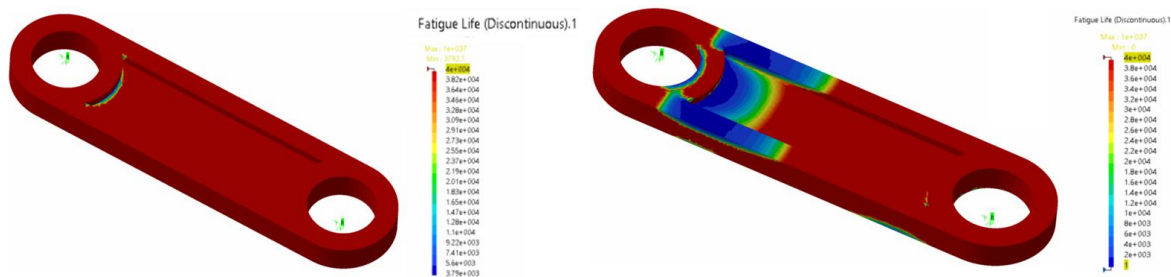 Fatigue Life (Discontinuous).1
Max : 1e+037
4e+004
3.82e+004
3.64e+004
3.46e+004
3.28e+004
3.09e+004
2.91e+004
2.73e+004
2.55e+004
2.37e+004
2.19e+004
2.01e+004
1.83e+004
1.65e+004
1.47e+004
1.28e+004
1.1e+004
9.22e+003
7.41e+003
5.6e+003
3.79e+003
Fatigue Life (Discontinuous).1
Max : 1e+037
Min : 0
4e+004
3.8e+004
3.6e+004
3.4e+004
3.2e+004
3e+004
2.8e+004
2.6e+004
2.4e+004
2.2e+004
2e+004
1.8e+004
1.6e+004
1.4e+004
1.2e+004
1e+004
8e+003
6e+003
4e+003
2e+003
1